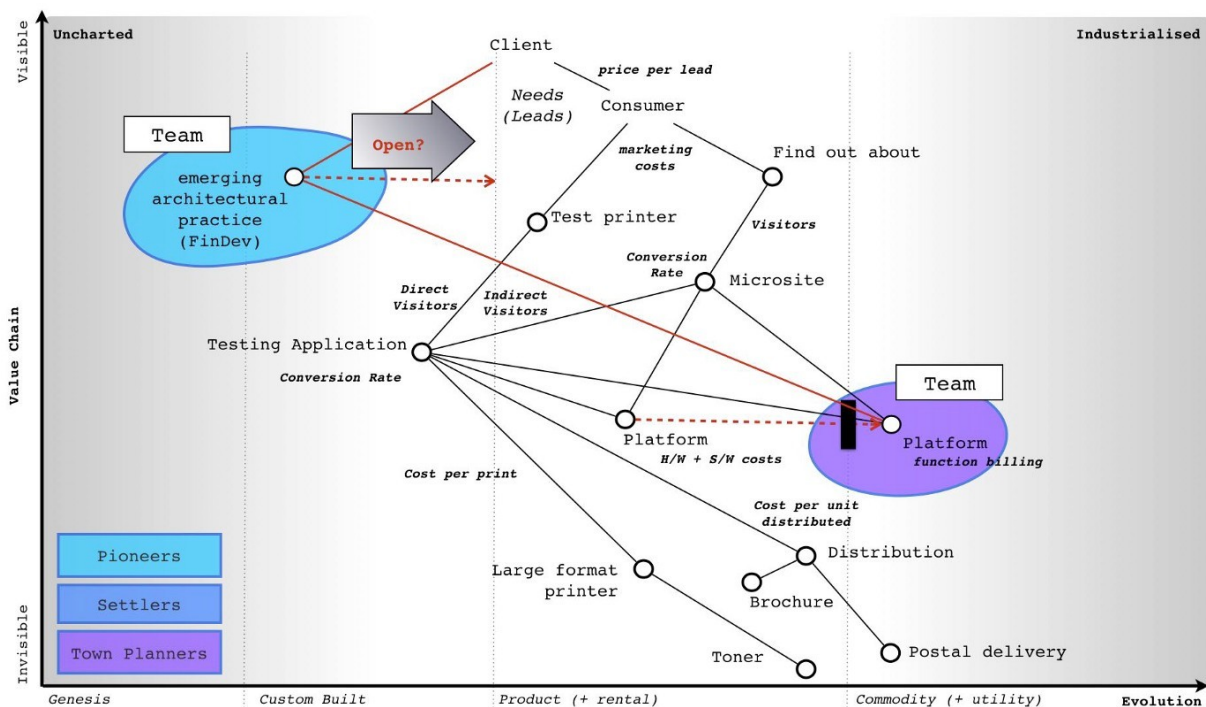 Visible
Uncharted
Industrialised
Client
price per lead
Needs
(Leads)
Consumer
Team
Open?
marketing
costs
Find out about
emerging
architectural
practice
(FinDev)
Test printer
Visitors
Conversion
Rate
Microsite
Direct
Visitors
Indirect
Visitors
Value Chain
Testing Application
Conversion Rate
Team
Platform
H/W + S/W costs
Platform
function billing
Cost per print
Cost per unit
distributed
Pioneers
Settlers
Town Planners
Large format
printer
Distribution
Brochure
Toner
Postal delivery
Invisible
Genesis
Custom Built
Product (+ rental)
Commodity (+ utility)
Evolution